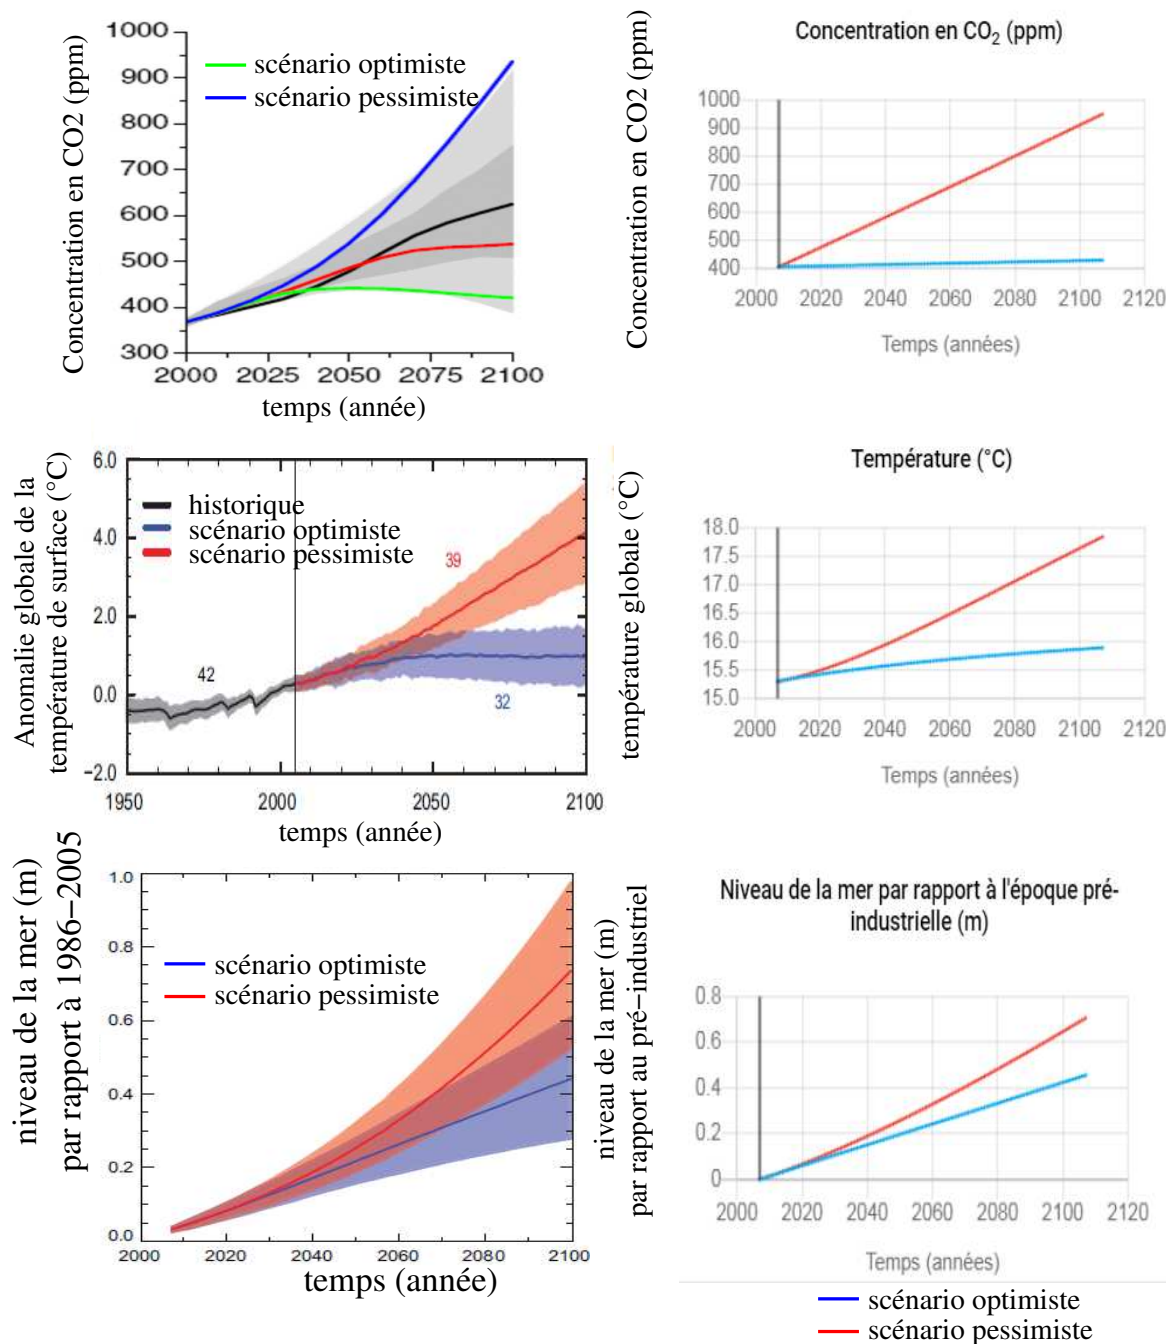 Concentration en CO2 (ppm)
1000
900
800
700
600
500
400
300
scénario optimiste
scénario pessimiste
2000 2025 2050 2075 2100
temps (année)
Concentration en CO2 (ppm)
Concentration en CO₂ (ppm)
1000
900
800
700
600
500
400
2000 2020 2040 2060 2080 2100 2120
Temps (années)
Anomalie globale de la
température de surface (°C)
6.0
4.0
2.0
0.0
−2.0
historique
scénario optimiste
scénario pessimiste
39
42
32
1950 2000 2050 2100
temps (année)
température globale (°C)
Température (°C)
18.0
17.5
17.0
16.5
16.0
15.5
15.0
2000 2020 2040 2060 2080 2100 2120
Temps (années)
niveau de la mer (m)
par rapport à 1986−2005
1.0
0.8
0.6
0.4
0.2
0.0
scénario optimiste
scénario pessimiste
2000 2020 2040 2060 2080 2100
temps (année)
niveau de la mer (m)
par rapport au pré−industriel
Niveau de la mer par rapport à l'époque pré-
industrielle (m)
0.8
0.6
0.4
0.2
0
2000 2020 2040 2060 2080 2100 2120
Temps (années)
scénario optimiste
scénario pessimiste